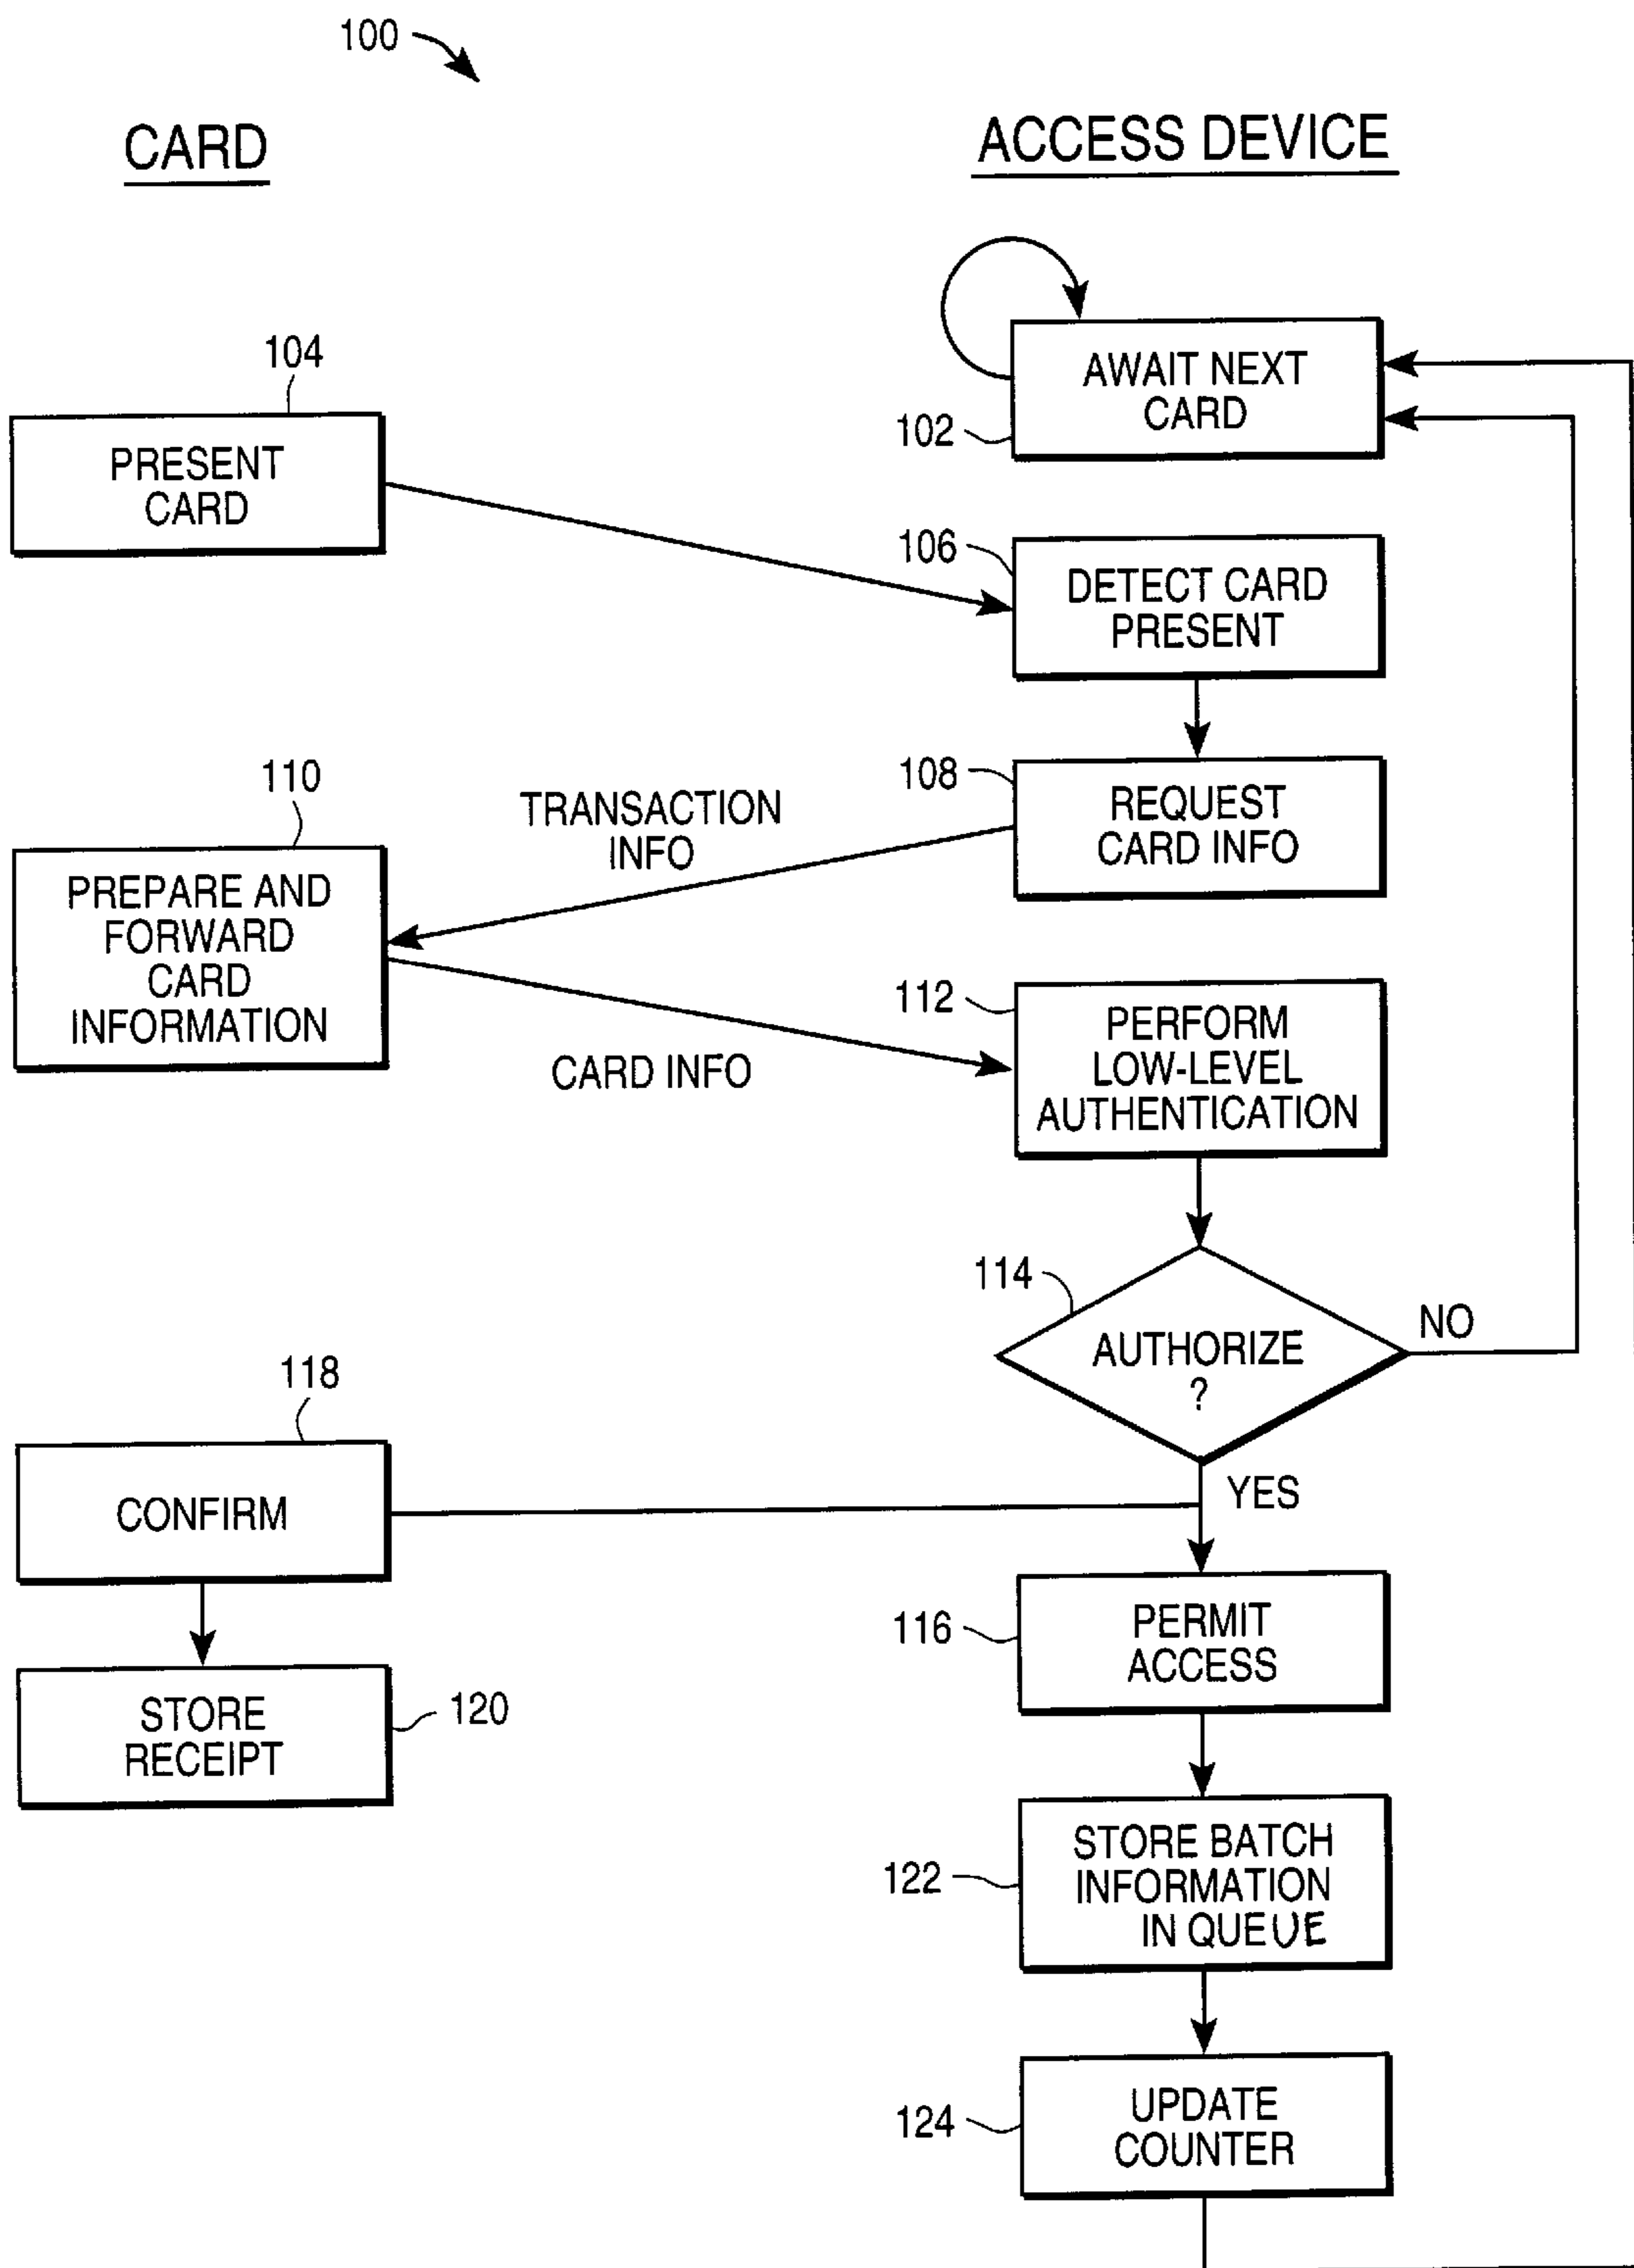 100
CARD
ACCESS DEVICE
104
AWAIT NEXT
CARD
102
PRESENT
CARD
106
DETECT CARD
PRESENT
110
TRANSACTION
INFO
108
REQUEST
CARD INFO
PREPARE AND
FORWARD
CARD
INFORMATION
CARD INFO
112
PERFORM
LOW-LEVEL
AUTHENTICATION
114
AUTHORIZE
?
NO
YES
118
CONFIRM
116
PERMIT
ACCESS
STORE
RECEIPT
120
122
STORE BATCH
INFORMATION
IN QUEUE
124
UPDATE
COUNTER